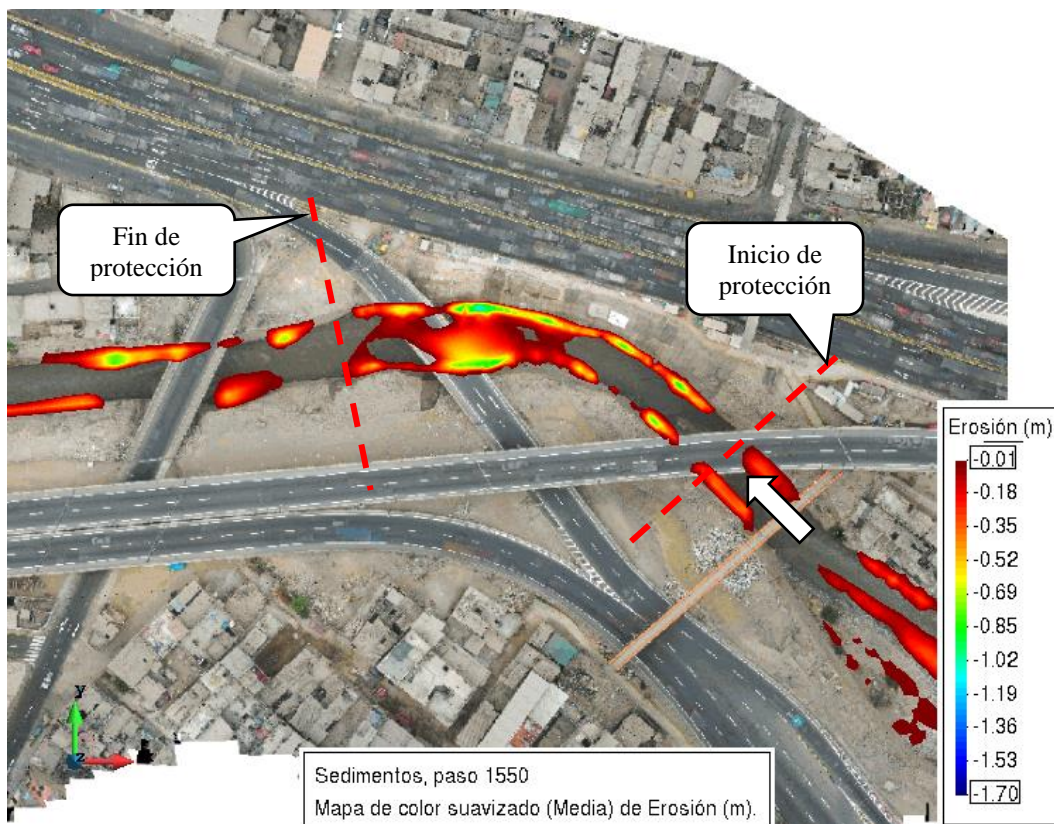 Fin de
protección
Inicio de
protección
Erosión (m)
-0.01
-0.18
-0.35
-0.52
-0.68
-0.85
-1.02
-1.19
-1.36
-1.53
-1.70
y
z
Sedimentos, paso 1550
Mapa de color suavizado (Media) de Erosión (m).